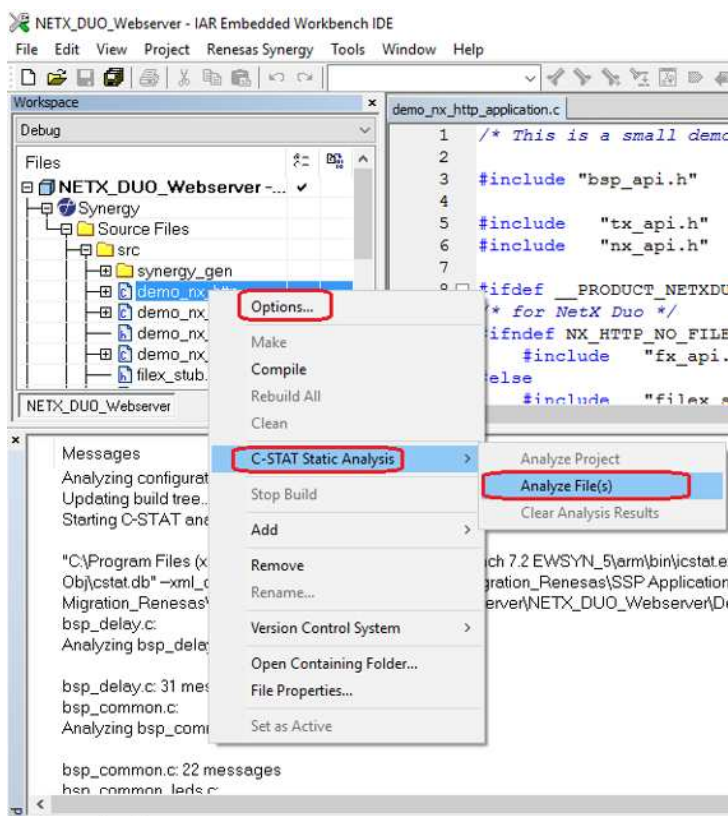 NETX_DUO_Webserver - IAR Embedded Workbench IDE
File Edit View Project Renesas Synergy Tools Window Help
Workspace
Debug
Files
NETX_DUO_Webserver -...
Synergy
Source Files
src
synergy_gen
demo_nx_http
demo_nx_
demo_nx_
demo_nx_
filex_stub.
NETX_DUO_Webserver
demo_nx_http_application.c
1 /* This is a small demo
2
3 #include "bsp_api.h"
4
5 #include "tx_api.h"
6 #include "nx_api.h"
7
8 #ifdef __PRODUCT_NETXDU
/* for NetX Duo */
ifndef NX_HTTP_NO_FILE
#include "fx_api.
else
#include "filex_s
Options...
Make
Compile
Rebuild All
Clean
C-STAT Static Analysis
Stop Build
Add
Remove
Rename...
Version Control System
Open Containing Folder...
File Properties...
Set as Active
Analyze Project
Analyze File(s)
Clear Analysis Results
Messages
Analyzing configurat
Updating build tree..
Starting C-STAT ana
"C:\Program Files (x ch 7.2 EWSYN_5\arm\bin\icstat.e
Obj\cstat.db" --xml_ gration_Renesas\SSP Application
Migration_Renesas\ erver\NETX_DUO_Webserver\De
bsp_delay.c:
Analyzing bsp_dela
bsp_delay.c: 31 mes
bsp_common.c:
Analyzing bsp_com
bsp_common.c: 22 messages
bsp_common_leds.c: